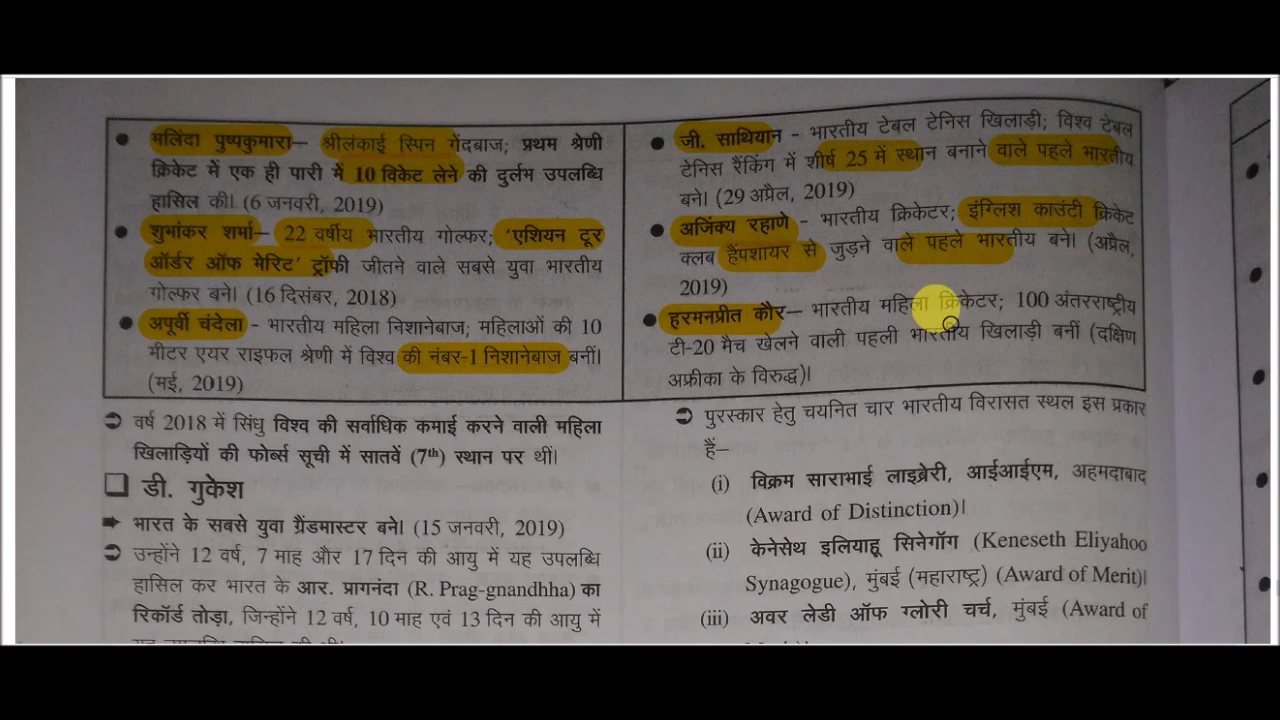 मलिंदा पुष्पकुमारा– श्रीलंकाई स्पिन गेंदबाज; प्रथम श्रेणी
क्रिकेट में एक ही पारी में 10 विकेट लेने की दुर्लभ उपलब्धि
हासिल की। (6 जनवरी, 2019)
शुभांकर शर्मा– 22 वर्षीय भारतीय गोल्फर; 'एशियन टूर
ऑर्डर ऑफ मेरिट' ट्रॉफी जीतने वाले सबसे युवा भारतीय
गोल्फर बने। (16 दिसंबर, 2018)
अपूर्वी चंदेला - भारतीय महिला निशानेबाज; महिलाओं की 10
मीटर एयर राइफल श्रेणी में विश्व की नंबर-1 निशानेबाज बनीं।
(मई, 2019)
जी. साथियान - भारतीय टेबल टेनिस खिलाड़ी; विश्व टेबल
टेनिस रैंकिंग में शीर्ष 25 में स्थान बनाने वाले पहले भारतीय
बने। (29 अप्रैल, 2019)
अजिंक्य रहाणे - भारतीय क्रिकेटर; इंग्लिश काउंटी क्रिकेट
क्लब हैंपशायर से जुड़ने वाले पहले भारतीय बने। (अप्रैल,
2019)
हरमनप्रीत कौर– भारतीय महिला क्रिकेटर; 100 अंतरराष्ट्रीय
टी-20 मैच खेलने वाली पहली भारतीय खिलाड़ी बनीं (दक्षिण
अफ्रीका के विरुद्ध)।
वर्ष 2018 में सिंधु विश्व की सर्वाधिक कमाई करने वाली महिला
खिलाड़ियों की फोर्ब्स सूची में सातवें (7th) स्थान पर थीं।
डी. गुकेश
भारत के सबसे युवा ग्रैंडमास्टर बने। (15 जनवरी, 2019)
उन्होंने 12 वर्ष, 7 माह और 17 दिन की आयु में यह उपलब्धि
हासिल कर भारत के आर. प्रागनंदा (R. Prag-gnandhha) का
रिकॉर्ड तोड़ा, जिन्होंने 12 वर्ष, 10 माह एवं 13 दिन की आयु में
पुरस्कार हेतु चयनित चार भारतीय विरासत स्थल इस प्रकार
हैं–
(i) विक्रम साराभाई लाइब्रेरी, आईआईएम, अहमदाबाद
(Award of Distinction)।
(ii) केनेसेथ इलियाहू सिनेगॉग (Keneseth Eliyahoo
Synagogue), मुंबई (महाराष्ट्र) (Award of Merit)।
(iii) अवर लेडी ऑफ ग्लोरी चर्च, मुंबई (Award of